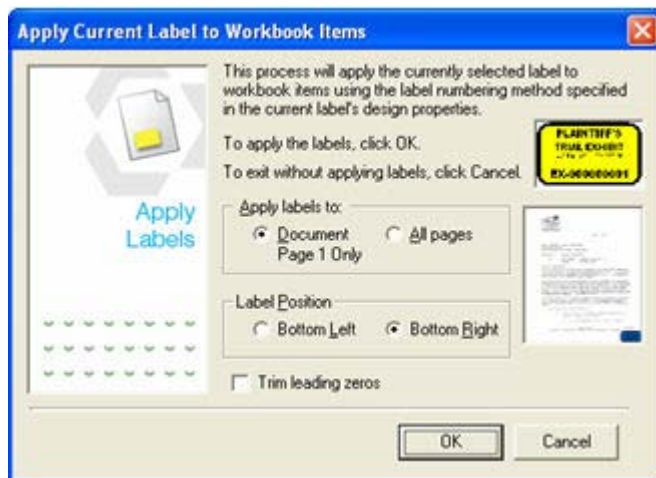 Apply Current Label to Workbook Items
This process will apply the currently selected label to
workbook items using the label numbering method specified
in the current label's design properties.
To apply the labels, click OK.
To exit without applying labels, click Cancel.
PLAINTIFF'S
TRIAL EXHIBIT
Apply
Labels
Apply labels to:
Document
Page 1 Only
All pages
Label Position
Bottom Left
Bottom Right
Trim leading zeros
OK
Cancel